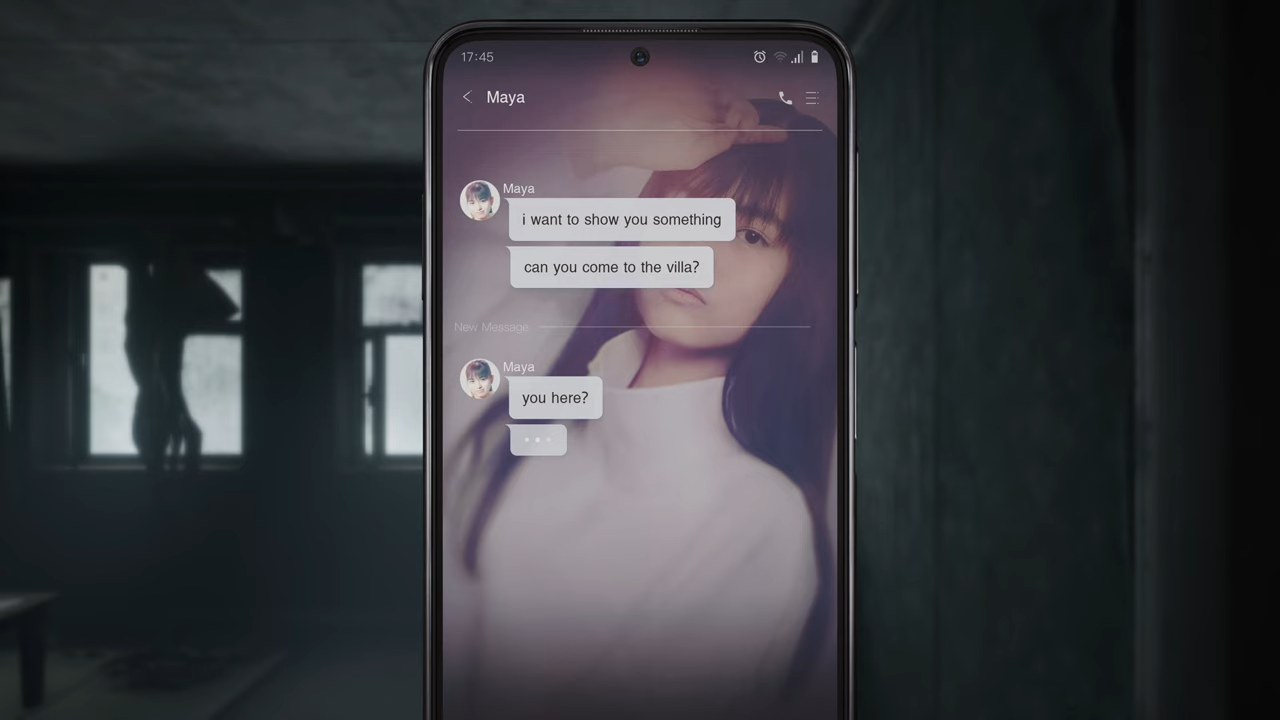 17:45
Maya
Maya
i want to show you something
can you come to the villa?
New Message
Maya
you here?